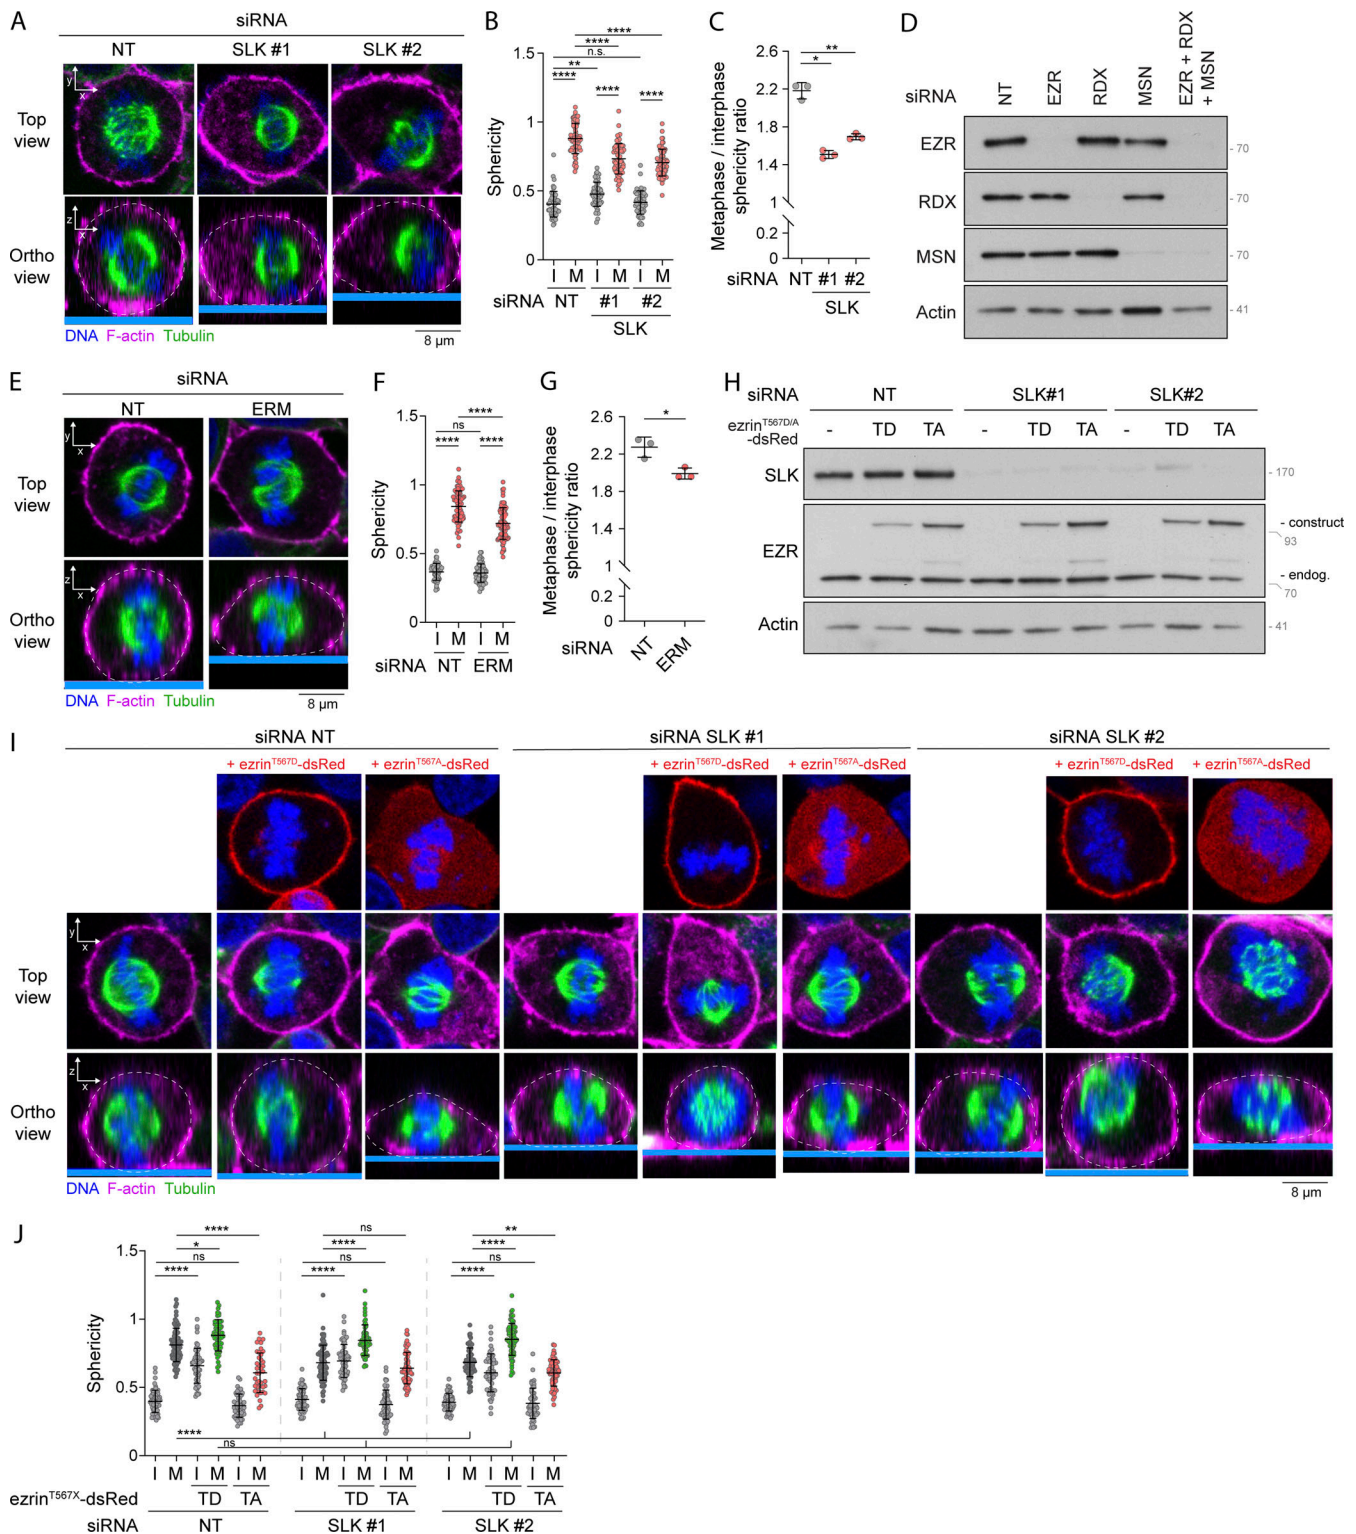 A
siRNA
NT SLK #1 SLK #2
Top view
Ortho view
y
x
z
x
DNA F-actin Tubulin
8 µm
B
Sphericity
1.5
1
0.5
0
****
****
n.s.
**
**** **** ****
I M I M I M
siRNA NT #1 #2
SLK
C
Metaphase / interphase sphericity ratio
2.6
2.2
1.8
1.4
1
0.2
0
**
*
siRNA NT #1 #2
SLK
D
siRNA NT EZR RDX MSN EZR + RDX + MSN
EZR - 70
RDX - 70
MSN - 70
Actin - 41
E
siRNA
NT ERM
Top view
Ortho view
y
x
z
x
DNA F-actin Tubulin
8 µm
F
Sphericity
1.5
1
0.5
0
****
ns
**** ****
I M I M
siRNA NT ERM
G
Metaphase / interphase sphericity ratio
2.6
2.2
1.8
1.4
1
0.2
0
*
siRNA NT ERM
H
siRNA NT SLK#1 SLK#2
ezrinT567D/A -dsRed - TD TA - TD TA - TD TA
SLK - 170
EZR - construct
93
- endog.
70
Actin - 41
I
siRNA NT siRNA SLK #1 siRNA SLK #2
+ ezrinT567D-dsRed + ezrinT567A-dsRed + ezrinT567D-dsRed + ezrinT567A-dsRed + ezrinT567D-dsRed + ezrinT567A-dsRed
Top view
Ortho view
y
x
z
x
DNA F-actin Tubulin
8 µm
J
Sphericity
1.5
1
0.5
0
**** ns **
* **** ****
ns ns ns
**** **** ****
****
ns
I M I M I M I M I M I M I M I M I M
ezrinT567X-dsRed TD TA TD TA TD TA
siRNA NT SLK #1 SLK #2